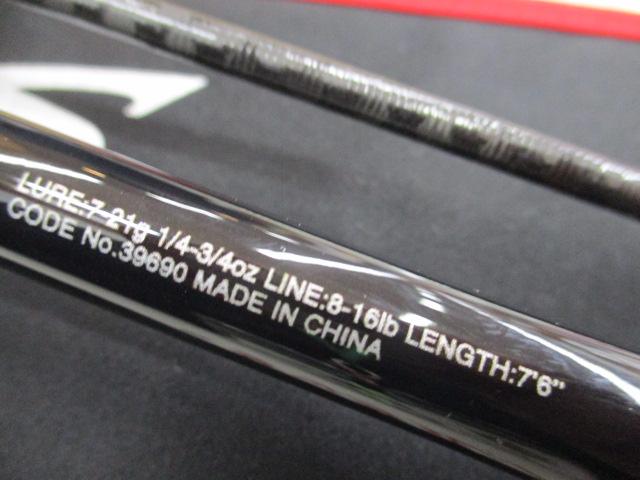 LURE:7-21g 1/4-3/4oz LINE:8-16lb LENGTH:7'6"
CODE No.39690 MADE IN CHINA